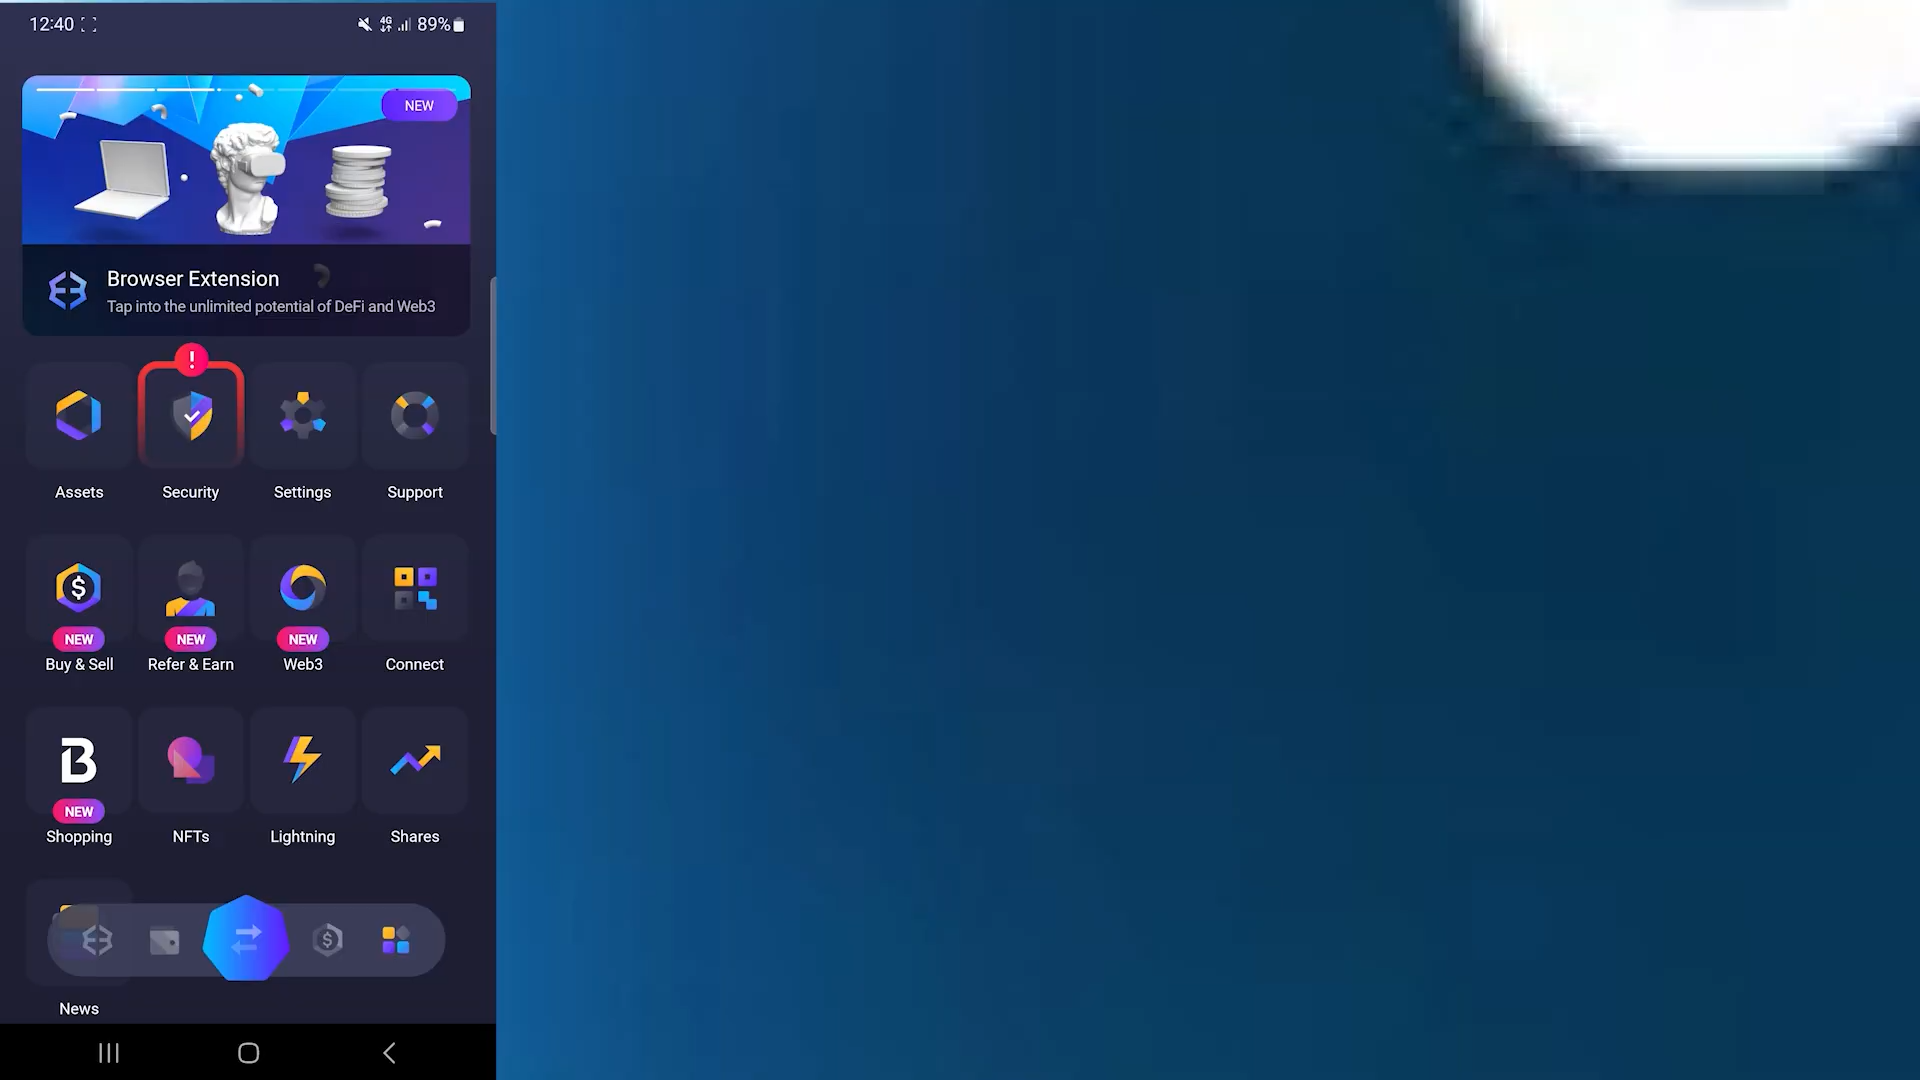 12:40
4G 89%
NEW
Browser Extension
Tap into the unlimited potential of DeFi and Web3
!
Assets Security Settings Support
$
NEW NEW NEW
Buy & Sell Refer & Earn Web3 Connect
B
NEW
Shopping NFTs Lightning Shares
$
News